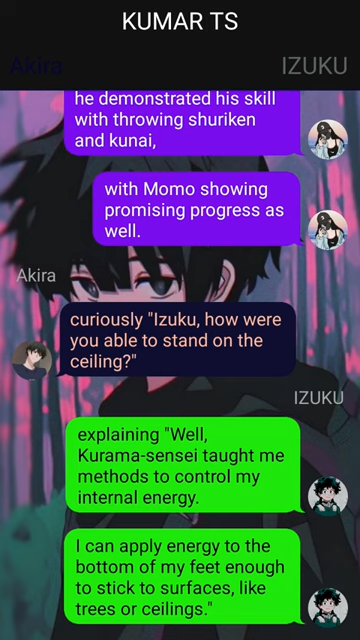 KUMAR TS
Akira
IZUKU
he demonstrated his skill
with throwing shuriken
and kunai,
with Momo showing
promising progress as
well.
Akira
curiously "Izuku, how were
you able to stand on the
ceiling?"
IZUKU
explaining "Well,
Kurama-sensei taught me
methods to control my
internal energy.
I can apply energy to the
bottom of my feet enough
to stick to surfaces, like
trees or ceilings."